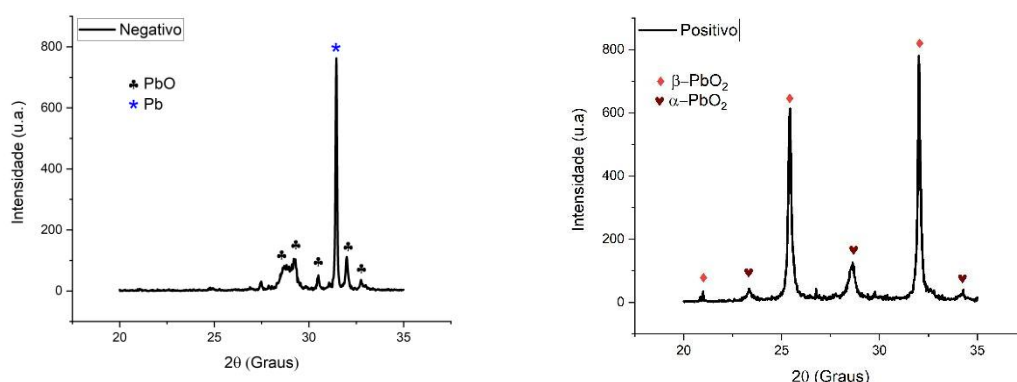 Negativo
800
600
400
200
0
Intensidade (u.a.)
♣ PbO
* Pb
20 25 30 35
2θ (Graus)
Positivo
800
600
400
200
0
Intensidade (u.a)
♦ β−PbO₂
♥ α−PbO₂
20 25 30 35
2θ (Graus)